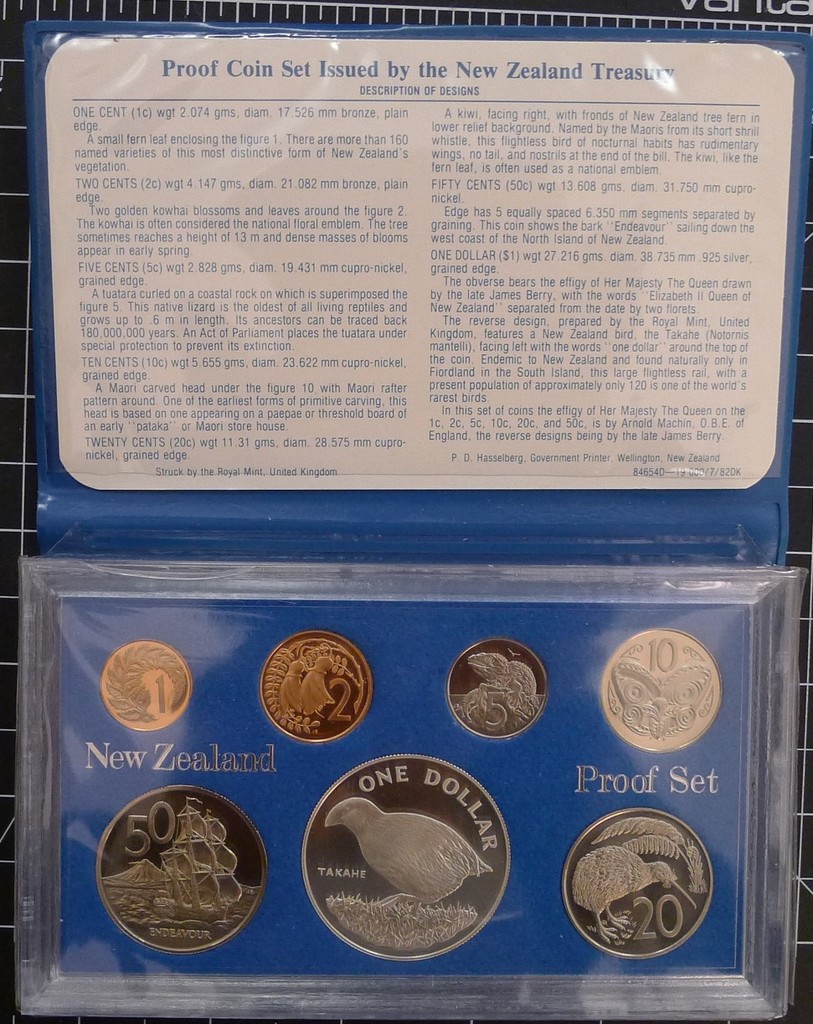 Proof Coin Set Issued by the New Zealand Treasury
DESCRIPTION OF DESIGNS
ONE CENT (1c) wgt 2.074 gms, diam. 17.526 mm bronze, plain
edge.
A small fern leaf enclosing the figure 1. There are more than 160
named varieties of this most distinctive form of New Zealand's
vegetation.
TWO CENTS (2c) wgt 4.147 gms, diam. 21.082 mm bronze, plain
edge.
Two golden kowhai blossoms and leaves around the figure 2.
The kowhai is often considered the national floral emblem. The tree
sometimes reaches a height of 13 m and dense masses of blooms
appear in early spring.
FIVE CENTS (5c) wgt 2.828 gms, diam. 19.431 mm cupro-nickel,
grained edge.
A tuatara curled on a coastal rock on which is superimposed the
figure 5. This native lizard is the oldest of all living reptiles and
grows up to .6 m in length. Its ancestors can be traced back
180,000,000 years. An Act of Parliament places the tuatara under
special protection to prevent its extinction.
TEN CENTS (10c) wgt 5.655 gms, diam. 23.622 mm cupro-nickel,
grained edge.
A Maori carved head under the figure 10 with Maori rafter
pattern around. One of the earliest forms of primitive carving, this
head is based on one appearing on a paepae or threshold board of
an early ''pataka'' or Maori store house.
TWENTY CENTS (20c) wgt 11.31 gms, diam. 28.575 mm cupro-
nickel, grained edge.
Struck by the Royal Mint, United Kingdom
A kiwi, facing right, with fronds of New Zealand tree fern in
lower relief background. Named by the Maoris from its short shrill
whistle, this flightless bird of nocturnal habits has rudimentary
wings, no tail, and nostrils at the end of the bill. The kiwi, like the
fern leaf, is often used as a national emblem.
FIFTY CENTS (50c) wgt 13.608 gms, diam. 31.750 mm cupro-
nickel.
Edge has 5 equally spaced 6.350 mm segments separated by
graining. This coin shows the bark ''Endeavour'' sailing down the
west coast of the North Island of New Zealand.
ONE DOLLAR ($1) wgt 27.216 gms. diam. 38.735 mm .925 silver,
grained edge.
The obverse bears the effigy of Her Majesty The Queen drawn
by the late James Berry, with the words ''Elizabeth II Queen of
New Zealand'' separated from the date by two florets.
The reverse design, prepared by the Royal Mint, United
Kingdom, features a New Zealand bird, the Takahe (Notornis
mantelli), facing left with the words ''one dollar'' around the top of
the coin. Endemic to New Zealand and found naturally only in
Fiordland in the South Island, this large flightless rail, with a
present population of approximately only 120 is one of the world's
rarest birds.
In this set of coins the effigy of Her Majesty The Queen on the
1c, 2c, 5c, 10c, 20c, and 50c, is by Arnold Machin, O.B.E. of
England, the reverse designs being by the late James Berry.
P. D. Hasselberg, Government Printer, Wellington, New Zealand
84654D—19 000/7/82DK
1
2
5
10
New Zealand
Proof Set
50
ENDEAVOUR
ONE DOLLAR
TAKAHE
20